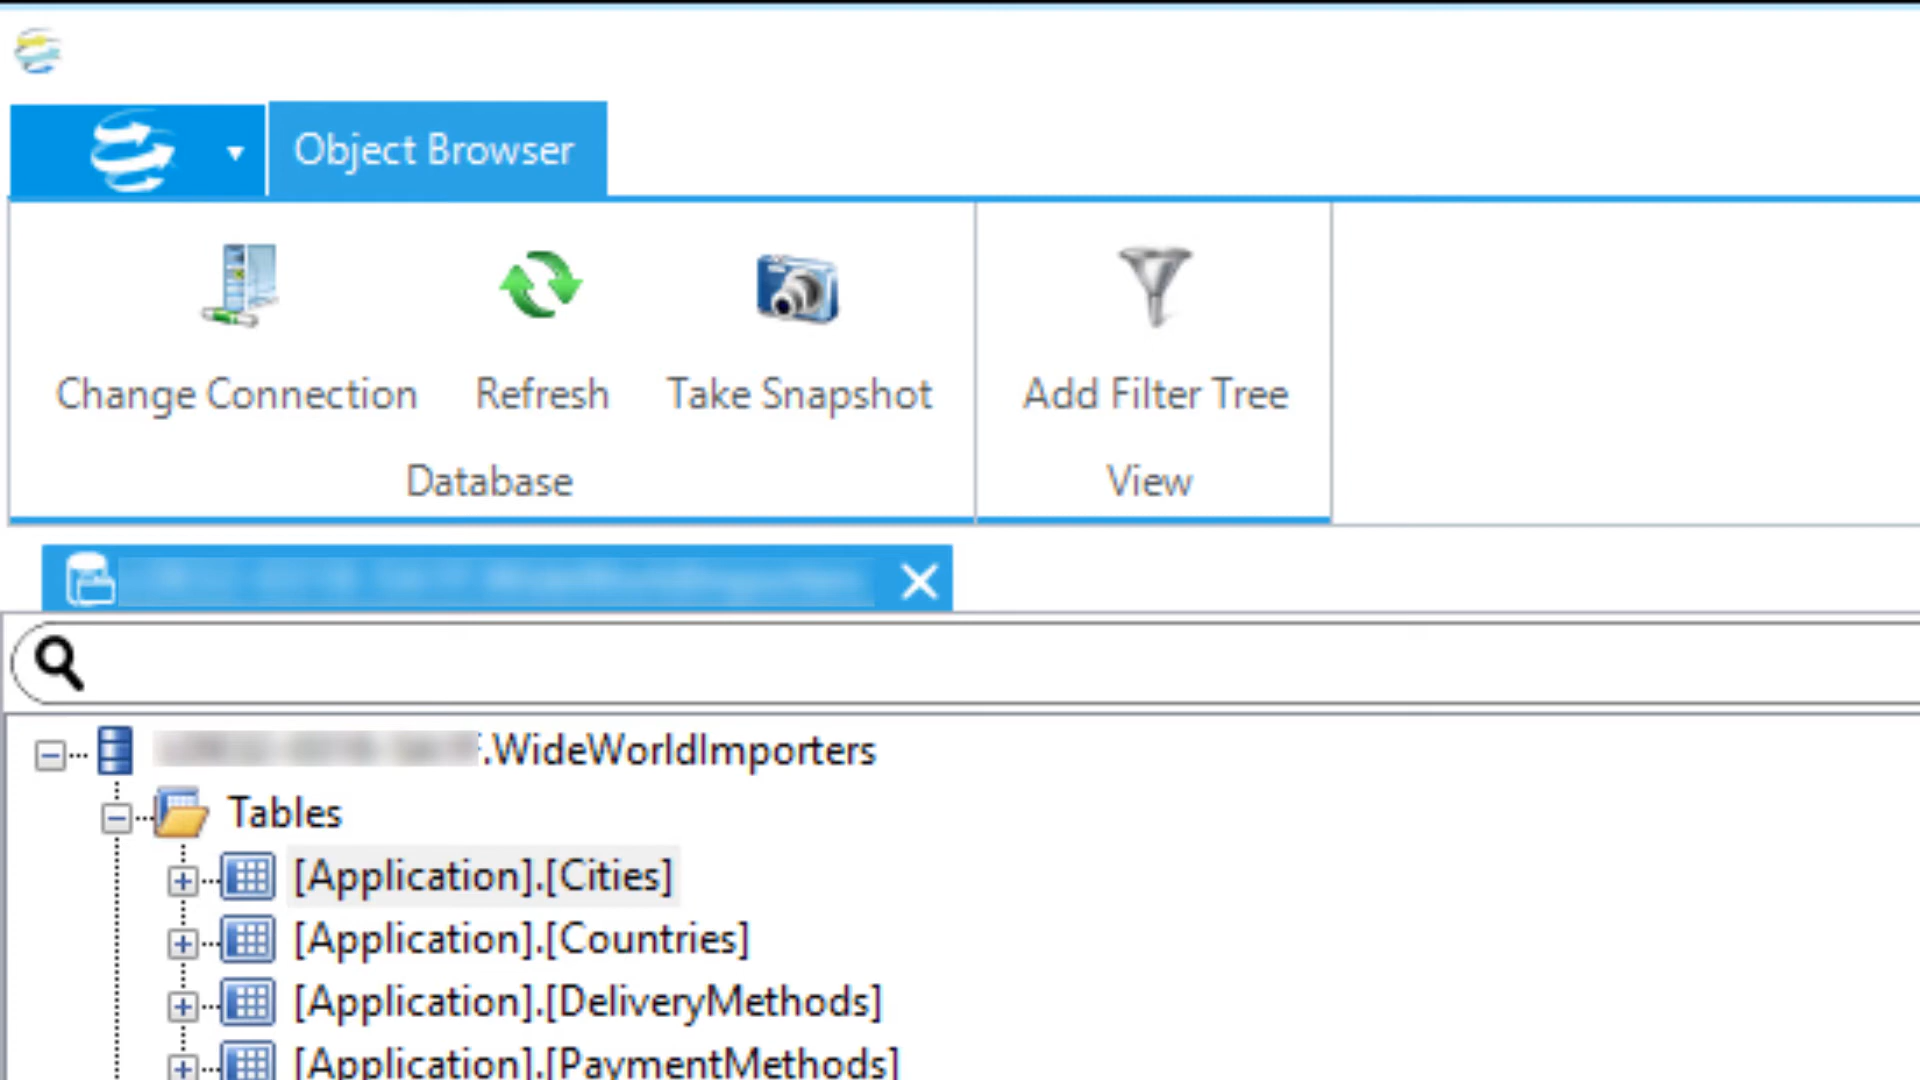 Object Browser
Change Connection
Refresh
Take Snapshot
Add Filter Tree
Database
View
.WideWorldImporters
Tables
[Application].[Cities]
[Application].[Countries]
[Application].[DeliveryMethods]
[Application].[PaymentMethods]